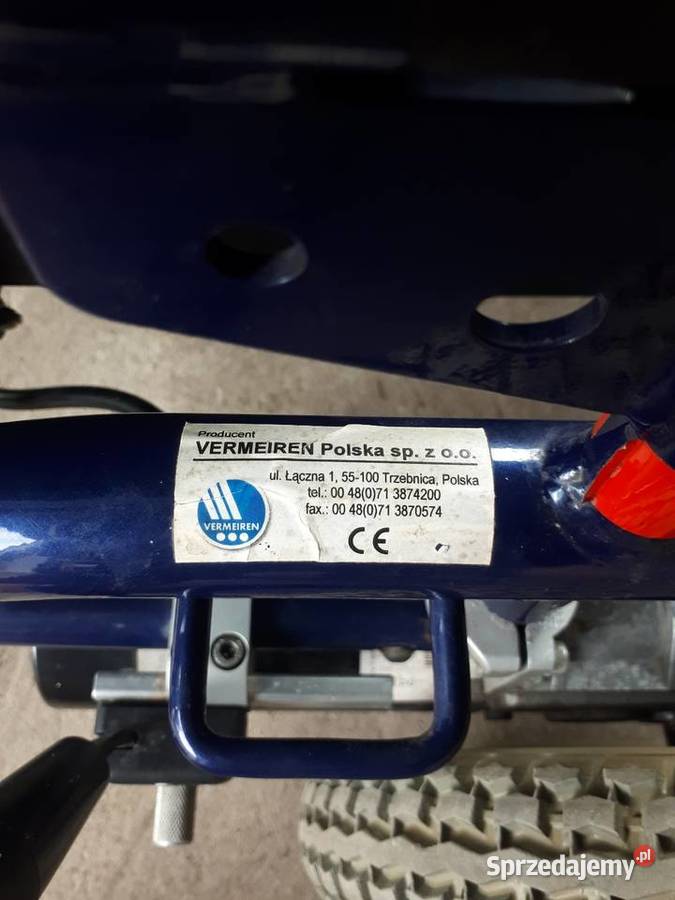 Producent
VERMEIREN Polska sp. z o.o.
ul. Łączna 1, 55-100 Trzebnica, Polska
tel.: 00 48(0)71 3874200
fax.: 00 48(0)71 3870574
VERMEIREN
CE
Sprzedajemy.pl